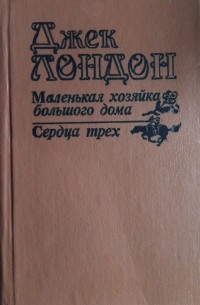 Джек
ЛОНДОН
Маленькая хозяйка
большого дома
Сердца трех